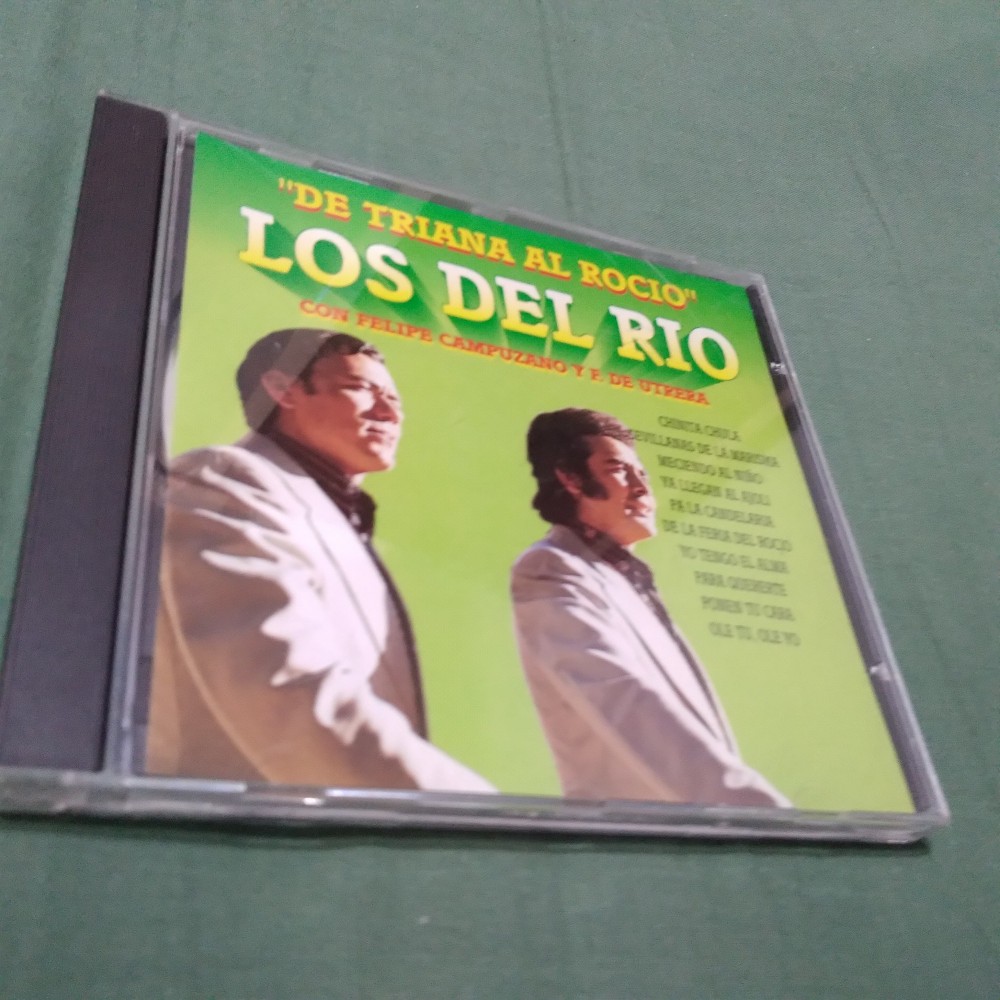 "DE TRIANA AL ROCIO"
LOS DEL RIO
CON FELIPE CAMPUZANO Y F. DE UTRERA
CHINITA CHULA
SEVILLANAS DE LA MARISMA
MECIENDO AL NIÑO
YA LLEGAN AL AJOLI
PA LA CANDELARIA
DE LA FERIA DEL ROCIO
YO TENGO EL ALMA
PARA QUERERTE
PONEN TU CARA
OLE TU, OLE YO